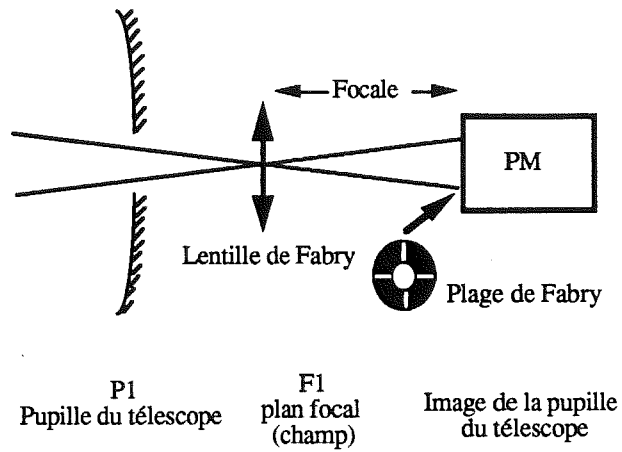 Focale
PM
Lentille de Fabry
Plage de Fabry
P1
Pupille du télescope
F1
plan focal
(champ)
Image de la pupille
du télescope